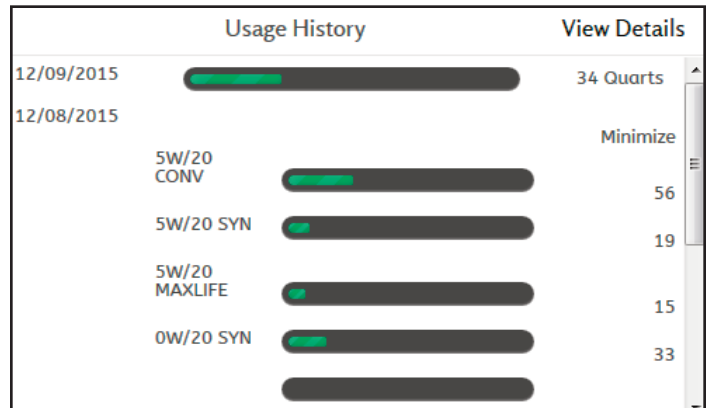 Usage History View Details
12/09/2015 34 Quarts
12/08/2015
Minimize
5W/20
CONV
56
5W/20 SYN
19
5W/20
MAXLIFE
15
0W/20 SYN
33